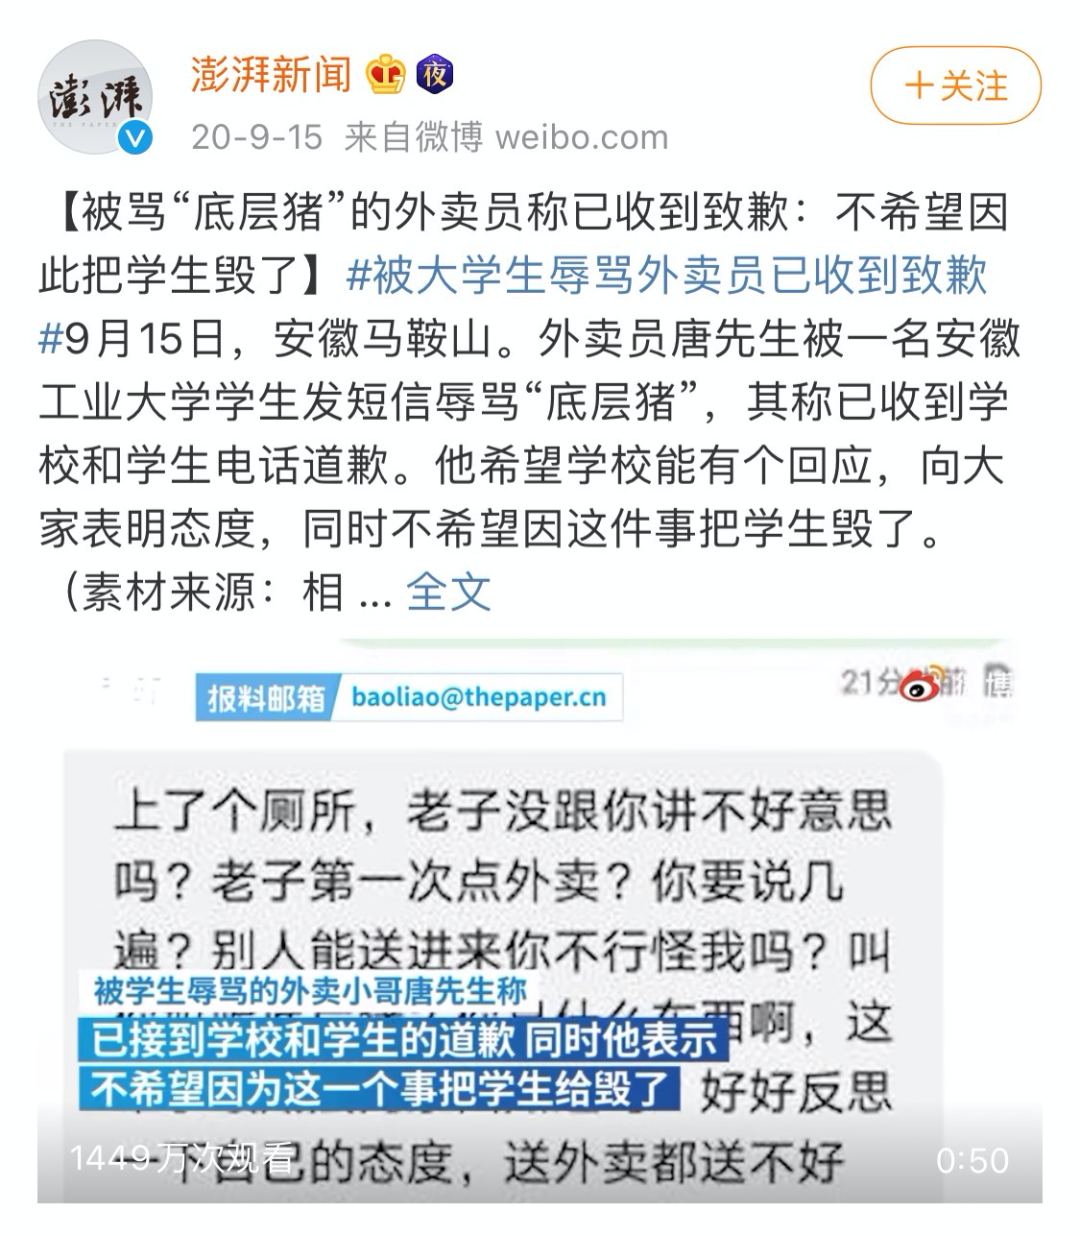 澎湃
THE PAPER
澎湃新闻
7
夜
+关注
20-9-15 来自微博 weibo.com
【被骂“底层猪”的外卖员称已收到致歉：不希望因
此把学生毁了】#被大学生辱骂外卖员已收到致歉
#9月15日，安徽马鞍山。外卖员唐先生被一名安徽
工业大学学生发短信辱骂“底层猪”，其称已收到学
校和学生电话道歉。他希望学校能有个回应，向大
家表明态度，同时不希望因这件事把学生毁了。
（素材来源：相 ... 全文
报料邮箱 baoliao@thepaper.cn
21分
上了个厕所，老子没跟你讲不好意思
吗？老子第一次点外卖？你要说几
遍？别人能送进来你不行怪我吗？叫
被学生辱骂的外卖小哥唐先生称
西啊，这
已接到学校和学生的道歉 同时他表示
不希望因为这一个事把学生给毁了
好好反思
一下自己的态度，送外卖都送不好
1449万次观看
0:50